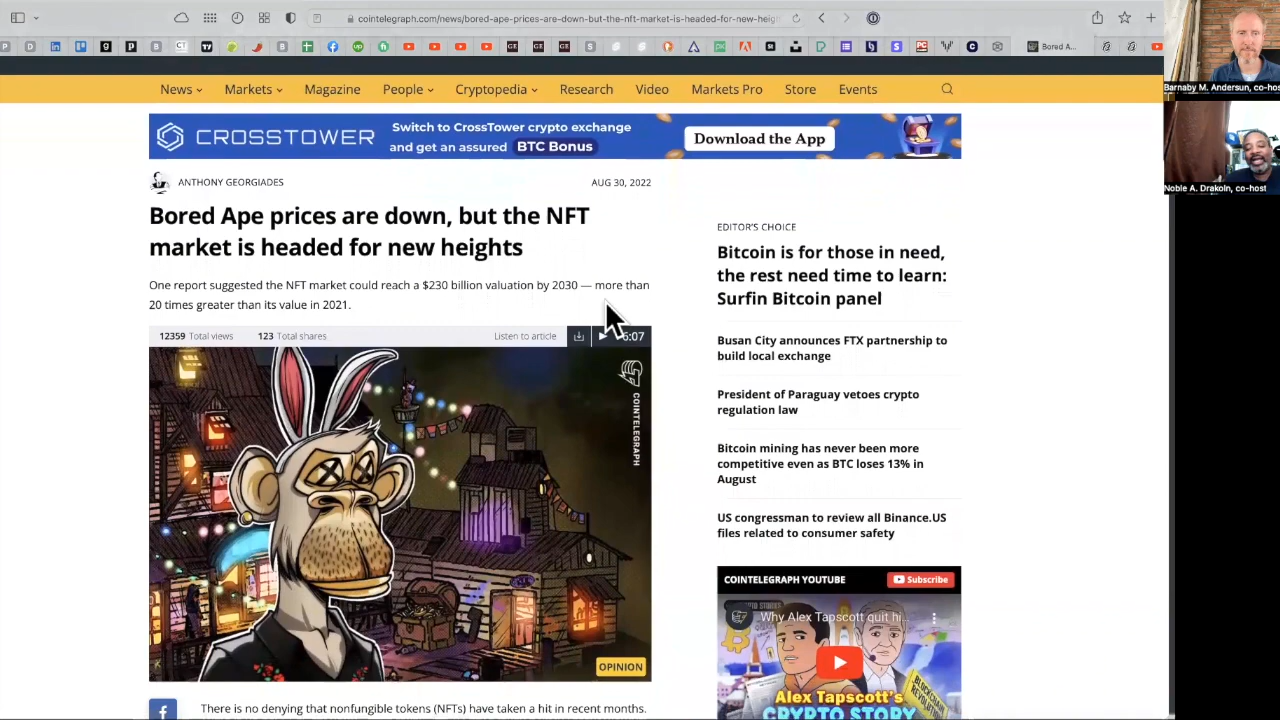 cointelegraph.com/news/bored-ape-prices-are-down-but-the-nft-market-is-headed-for-new-heig
Bored A...
Barnaby M. Andersun, co-hos
Noble A. Drakoln, co-host
News
Markets
Magazine
People
Cryptopedia
Research
Video
Markets Pro
Store
Events
CROSSTOWER
Switch to CrossTower crypto exchange
and get an assured BTC Bonus
Download the App
ANTHONY GEORGIADES
AUG 30, 2022
Bored Ape prices are down, but the NFT
market is headed for new heights
One report suggested the NFT market could reach a $230 billion valuation by 2030 — more than
20 times greater than its value in 2021.
12359 Total views
123 Total shares
Listen to article
6:07
COINTELEGRAPH
OPINION
There is no denying that nonfungible tokens (NFTs) have taken a hit in recent months.
EDITOR'S CHOICE
Bitcoin is for those in need,
the rest need time to learn:
Surfin Bitcoin panel
Busan City announces FTX partnership to
build local exchange
President of Paraguay vetoes crypto
regulation law
Bitcoin mining has never been more
competitive even as BTC loses 13% in
August
US congressman to review all Binance.US
files related to consumer safety
COINTELEGRAPH YOUTUBE
Subscribe
Why Alex Tapscott quit hi...
Alex Tapscott's
CRYPTO STORY